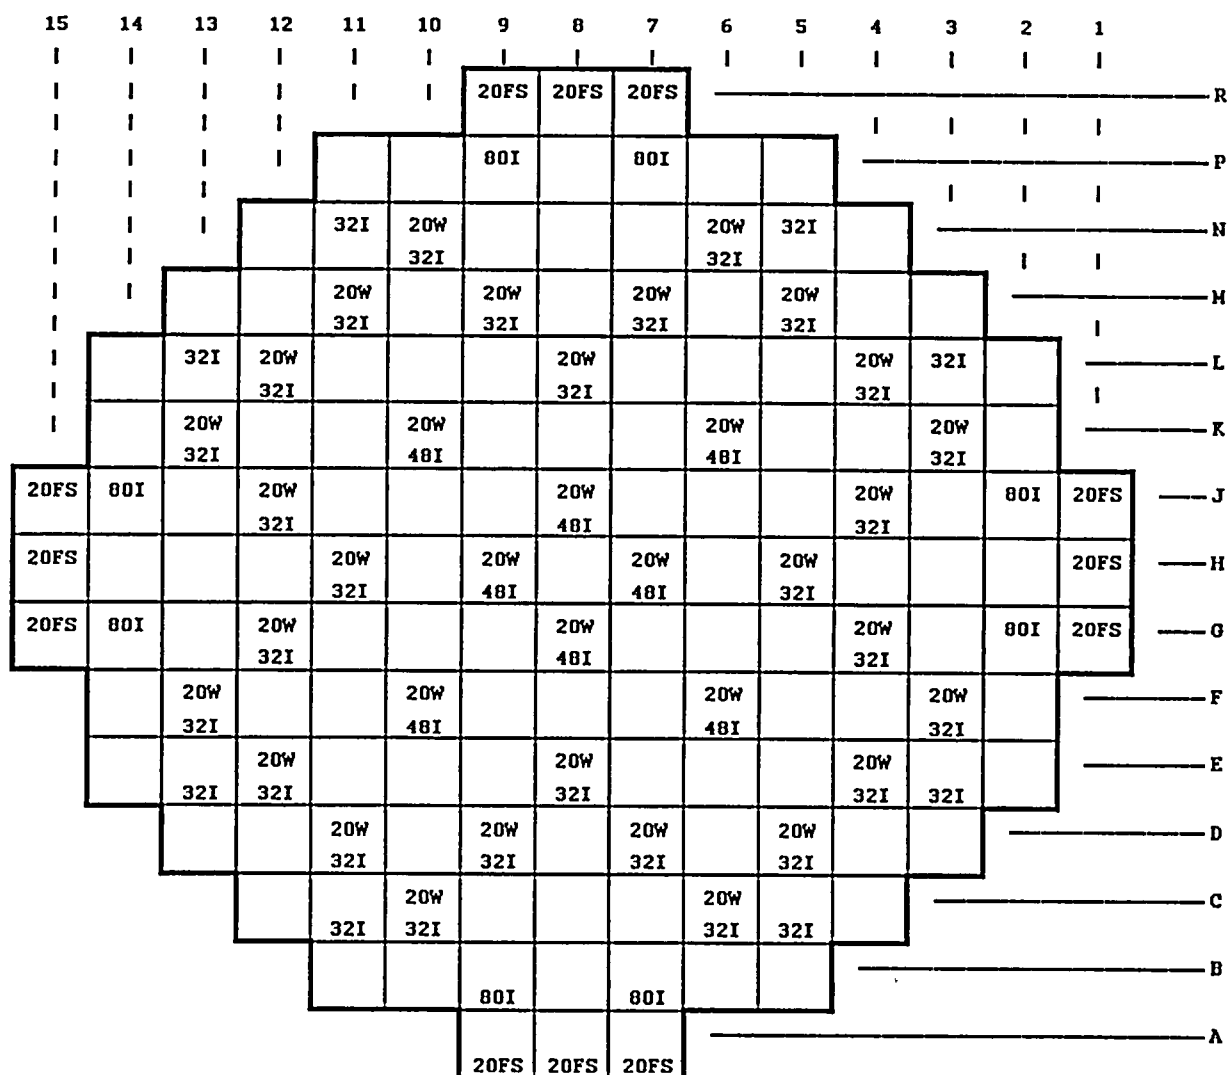 15 14 13 12 11 10 9 8 7 6 5 4 3 2 1
20FS 20FS 20FS R
80I 80I P
32I 20W 20W 32I N
32I 32I
20W 20W 20W 20W M
32I 32I 32I 32I
32I 20W 20W 20W 32I L
32I 32I 32I
20W 20W 20W 20W K
32I 48I 48I 32I
20FS 80I 20W 20W 20W 80I 20FS J
32I 48I 32I
20FS 20W 20W 20W 20W 20FS H
32I 48I 48I 32I
20FS 80I 20W 20W 20W 80I 20FS G
32I 48I 32I
20W 20W 20W 20W F
32I 48I 48I 32I
20W 20W 20W E
32I 32I 32I 32I 32I
20W 20W 20W 20W D
32I 32I 32I 32I
20W 20W C
32I 32I 32I 32I
B
80I 80I
A
20FS 20FS 20FS